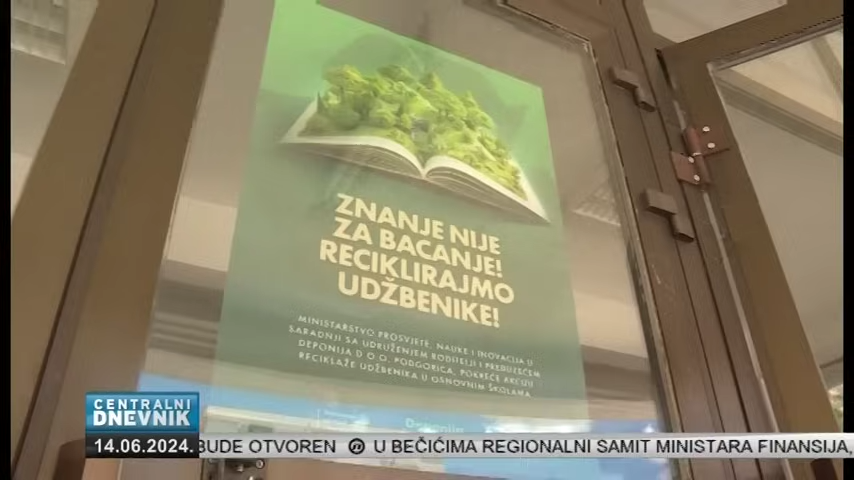 ZNANJE NIJE
ZA BACANJE!
RECIKLIRAJMO
UDŽBENIKE!
MINISTARSTVO PROSVJETE, NAUKE I INOVACIJA U
SARADNJI SA UDRUŽENJEM RODITELJI I PREDUZEĆEM
DEPONIJA D.O.O. PODGORICA, POKREĆE AKCIJU
RECIKLAŽE UDŽBENIKA U OSNOVNIM ŠKOLAMA
CENTRALNI
DNEVNIK
14.06.2024. BUDE OTVOREN @ U BEČIĆIMA REGIONALNI SAMIT MINISTARA FINANSIJA,